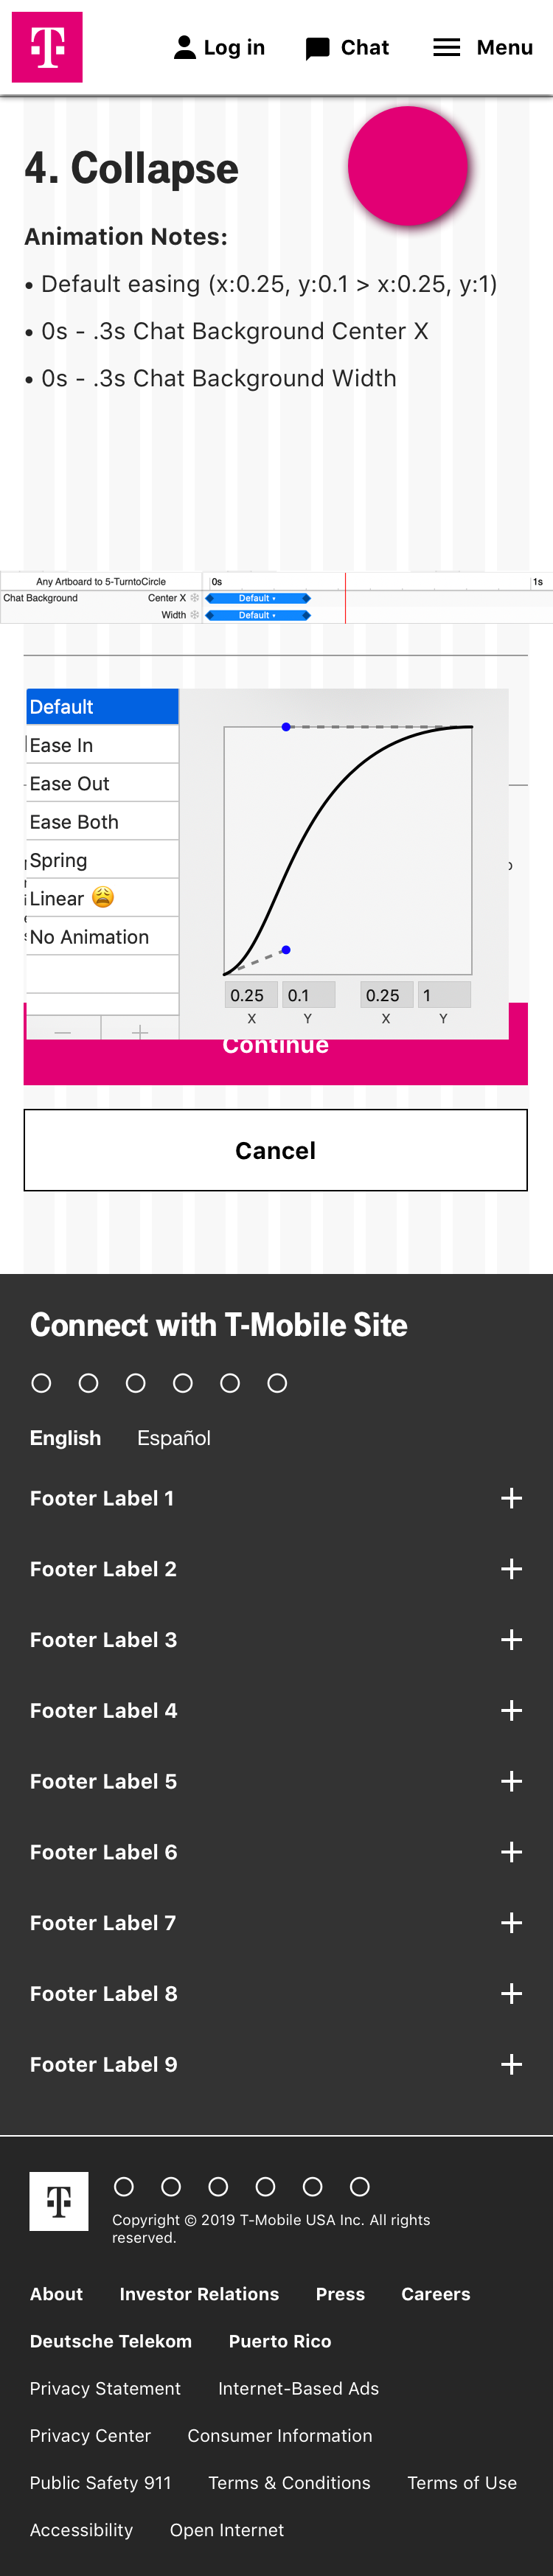 T
Log in
Chat
Menu
4. Collapse
Animation Notes:
• Default easing (x:0.25, y:0.1 > x:0.25, y:1)
• 0s - .3s Chat Background Center X
• 0s - .3s Chat Background Width
Any Artboard to 5-TurntoCircle
0s
1s
Chat Background
Center X
Default
Width
Default
Default
Ease In
Ease Out
Ease Both
Spring
Linear 😩
No Animation
0.25 0.1 0.25 1
X Y X Y
Continue
Cancel
Connect with T-Mobile Site
English Español
Footer Label 1
Footer Label 2
Footer Label 3
Footer Label 4
Footer Label 5
Footer Label 6
Footer Label 7
Footer Label 8
Footer Label 9
T
Copyright © 2019 T-Mobile USA Inc. All rights
reserved.
About Investor Relations Press Careers
Deutsche Telekom Puerto Rico
Privacy Statement Internet-Based Ads
Privacy Center Consumer Information
Public Safety 911 Terms & Conditions Terms of Use
Accessibility Open Internet